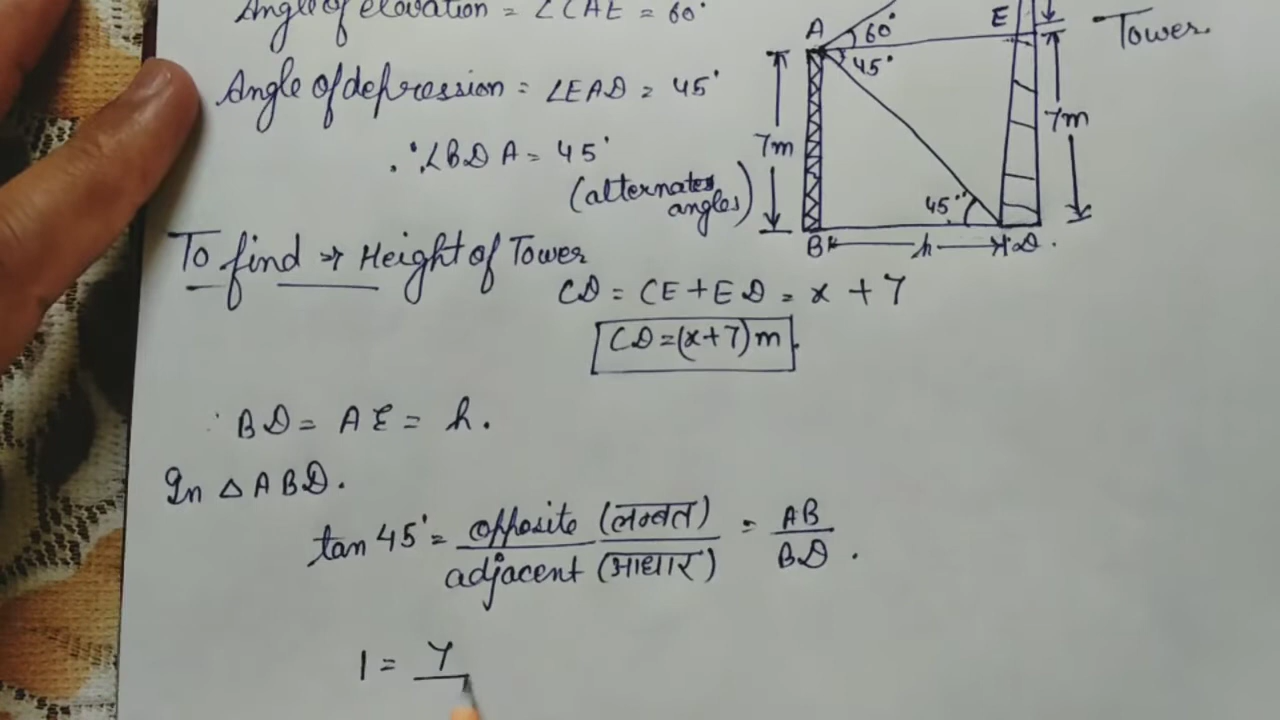 Angle of elevation = ∠CAE = 60°
Angle of depression = ∠EAD = 45°
∴ ∠BDA = 45°
(alternates angles)
A
60°
45°
E
Tower
7m
7m
45°
B
h
D.
To find → Height of Tower
CD = CE + ED = x + 7
CD = (x+7)m.
∴ BD = AE = h.
In △ ABD.
tan 45° = opposite (लम्बत) / adjacent (आधार) = AB / BD.
1 = 7